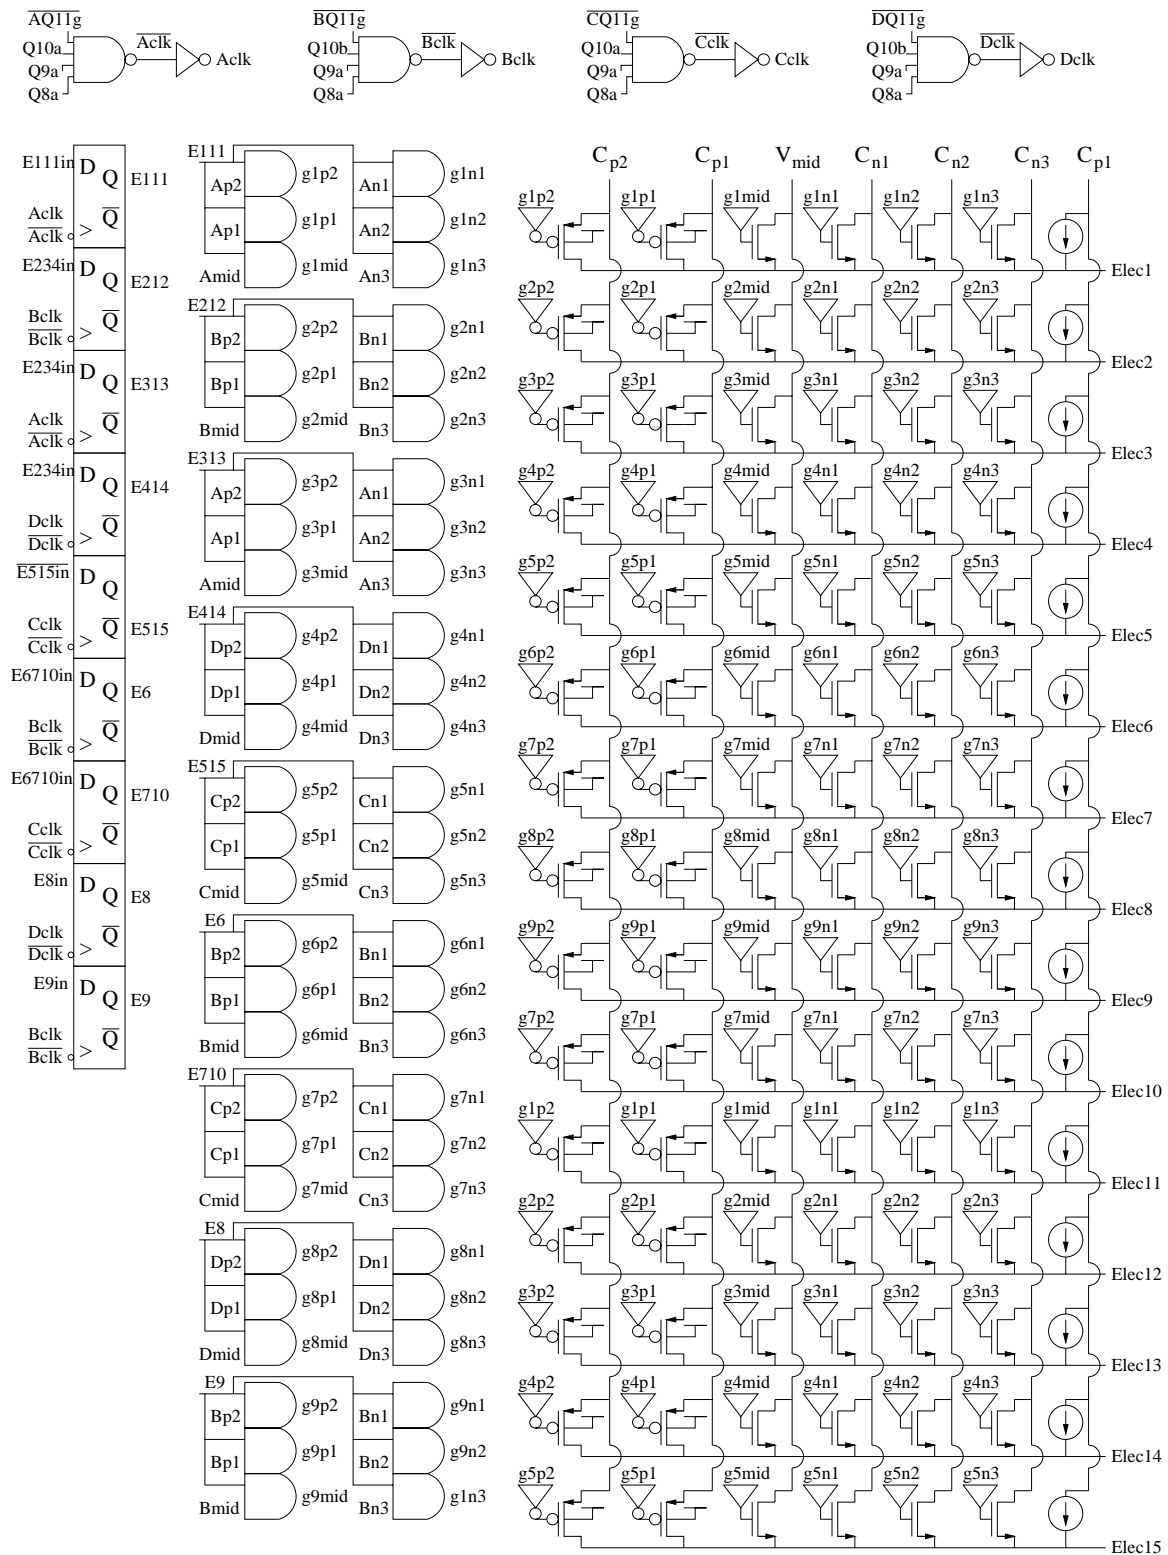 AQ11g BQ11g CQ11g DQ11g
Q10a Aclk Q10b Bclk Q10a Cclk Q10b Dclk
Q9a Aclk Q9a Bclk Q9a Cclk Q9a Dclk
Q8a Q8a Q8a Q8a
E111in D Q Q > Aclk Aclk E111
E234in D Q Q > Bclk Bclk E212
E234in D Q Q > Aclk Aclk E313
E234in D Q Q > Dclk Dclk E414
E515in D Q Q > Cclk Cclk E515
E6710in D Q Q > Bclk Bclk E6
E6710in D Q Q > Cclk Cclk E710
E8in D Q Q > Dclk Dclk E8
E9in D Q Q > Bclk Bclk E9
E111
Ap2 g1p2 An1 g1n1
Ap1 g1p1 An2 g1n2
Amid g1mid An3 g1n3
E212
Bp2 g2p2 Bn1 g2n1
Bp1 g2p1 Bn2 g2n2
Bmid g2mid Bn3 g2n3
E313
Ap2 g3p2 An1 g3n1
Ap1 g3p1 An2 g3n2
Amid g3mid An3 g3n3
E414
Dp2 g4p2 Dn1 g4n1
Dp1 g4p1 Dn2 g4n2
Dmid g4mid Dn3 g4n3
E515
Cp2 g5p2 Cn1 g5n1
Cp1 g5p1 Cn2 g5n2
Cmid g5mid Cn3 g5n3
E6
Bp2 g6p2 Bn1 g6n1
Bp1 g6p1 Bn2 g6n2
Bmid g6mid Bn3 g6n3
E710
Cp2 g7p2 Cn1 g7n1
Cp1 g7p1 Cn2 g7n2
Cmid g7mid Cn3 g7n3
E8
Dp2 g8p2 Dn1 g8n1
Dp1 g8p1 Dn2 g8n2
Dmid g8mid Dn3 g8n3
E9
Bp2 g9p2 Bn1 g9n1
Bp1 g9p1 Bn2 g9n2
Bmid g9mid Bn3 g1n3
Cp2 Cp1 Vmid Cn1 Cn2 Cn3 Cp1
g1p2 g1p1 g1mid g1n1 g1n2 g1n3
Elec1
g2p2 g2p1 g2mid g2n1 g2n2 g2n3
Elec2
g3p2 g3p1 g3mid g3n1 g3n2 g3n3
Elec3
g4p2 g4p1 g4mid g4n1 g4n2 g4n3
Elec4
g5p2 g5p1 g5mid g5n1 g5n2 g5n3
Elec5
g6p2 g6p1 g6mid g6n1 g6n2 g6n3
Elec6
g7p2 g7p1 g7mid g7n1 g7n2 g7n3
Elec7
g8p2 g8p1 g8mid g8n1 g8n2 g8n3
Elec8
g9p2 g9p1 g9mid g9n1 g9n2 g9n3
Elec9
g7p2 g7p1 g7mid g7n1 g7n2 g7n3
Elec10
g1p2 g1p1 g1mid g1n1 g1n2 g1n3
Elec11
g2p2 g2p1 g2mid g2n1 g2n2 g2n3
Elec12
g3p2 g3p1 g3mid g3n1 g3n2 g3n3
Elec13
g4p2 g4p1 g4mid g4n1 g4n2 g4n3
Elec14
g5p2 g5p1 g5mid g5n1 g5n2 g5n3
Elec15